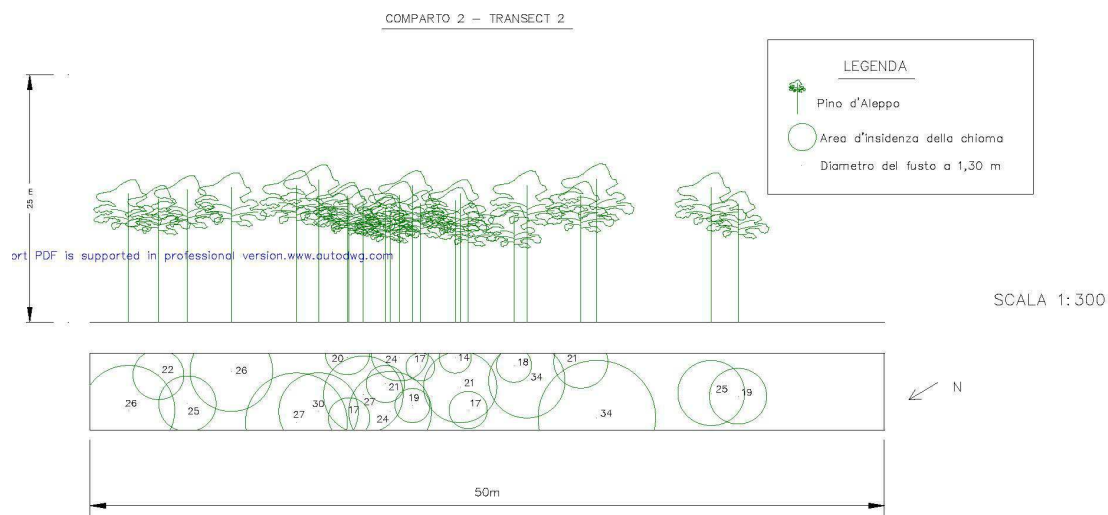 COMPARTO 2 – TRANSECT 2
LEGENDA
Pino d'Aleppo
Area d'insidenza della chioma
Diametro del fusto a 1,30 m
25 m
ort PDF is supported in professional version.www.autodwg.com
SCALA 1:300
20 24 17 14 18 21
22 26 21 21 34
26 25 27 30 17 27 24 19 17 34 25 19
N
50m